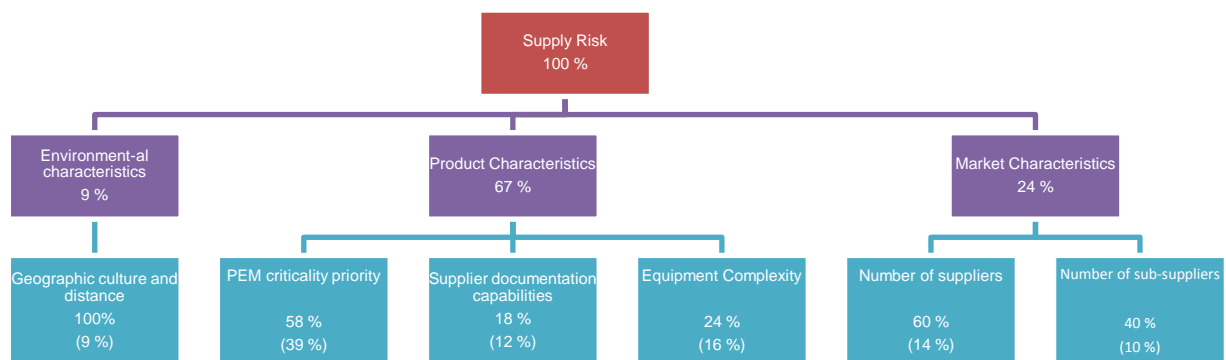 Supply Risk
100 %
Environment-al
characteristics
9 %
Product Characteristics
67 %
Market Characteristics
24 %
Geographic culture and
distance
100%
(9 %)
PEM criticality priority
58 %
(39 %)
Supplier documentation
capabilities
18 %
(12 %)
Equipment Complexity
24 %
(16 %)
Number of suppliers
60 %
(14 %)
Number of sub-suppliers
40 %
(10 %)